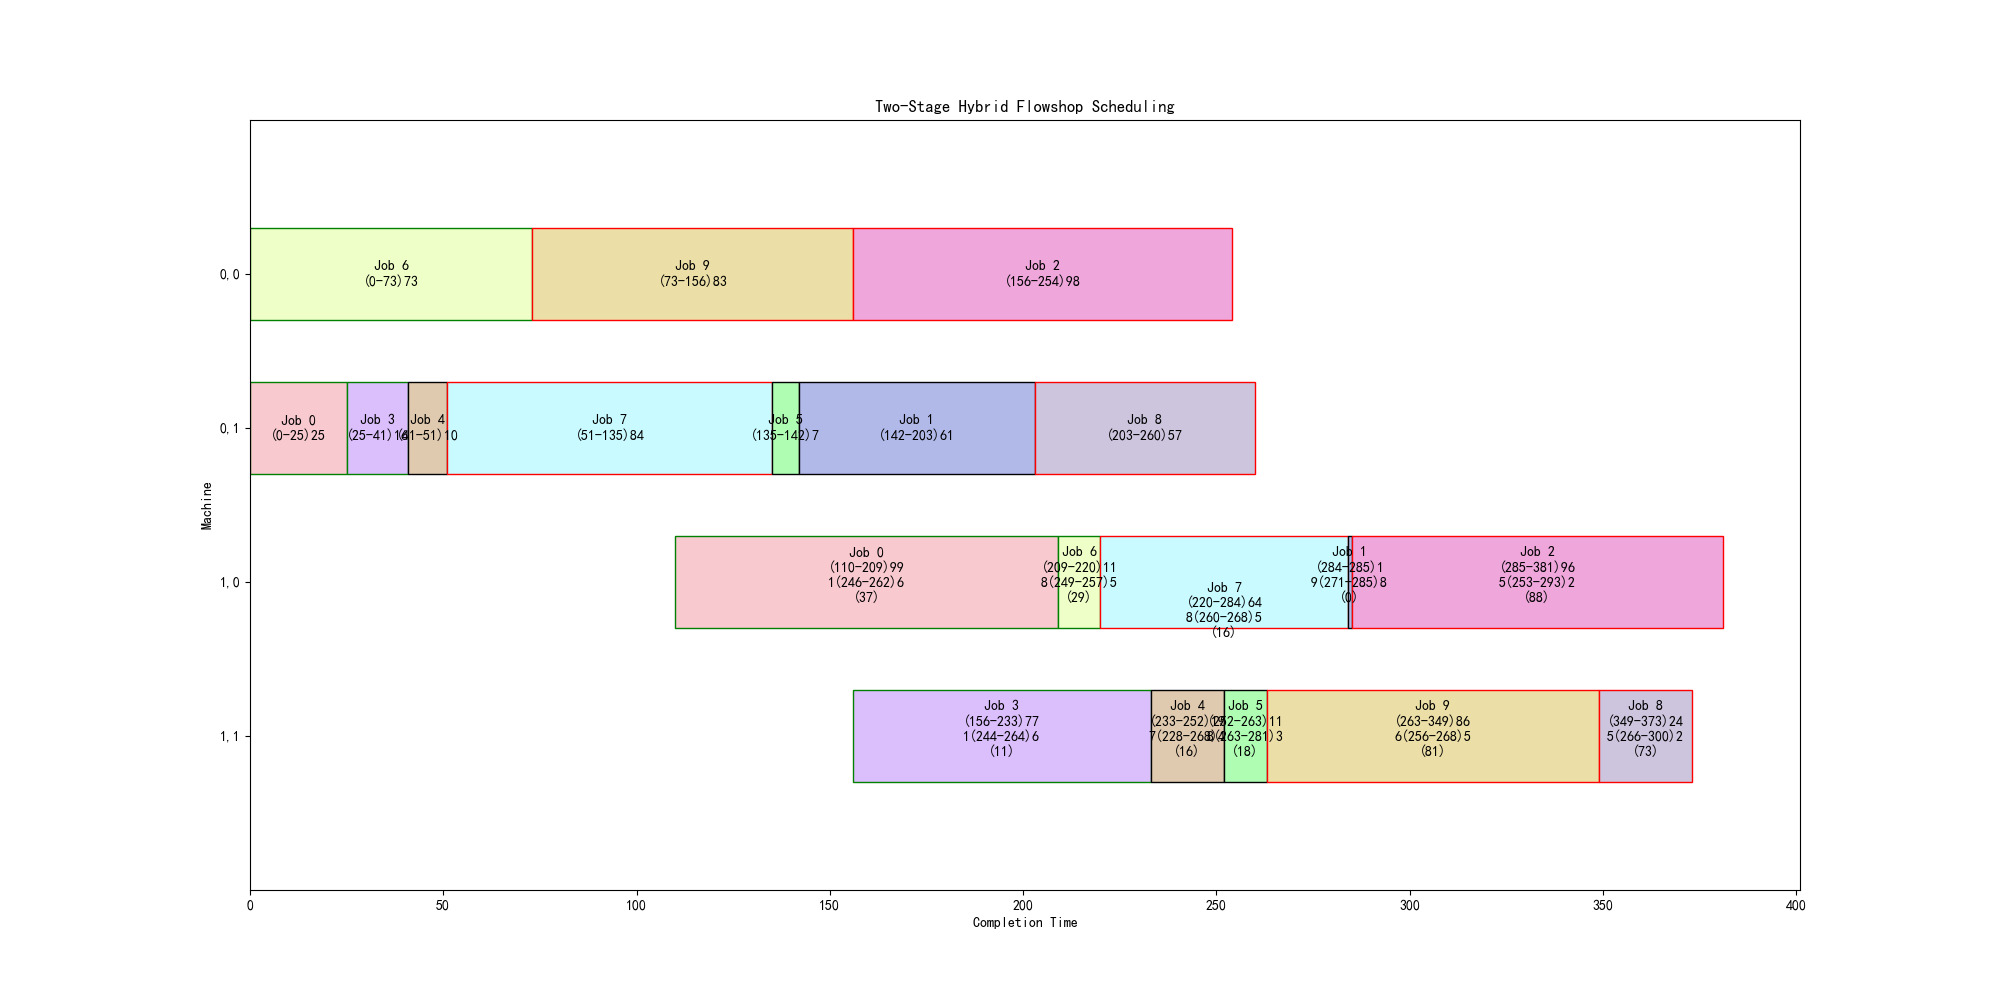 Two-Stage Hybrid Flowshop Scheduling
0,0
Job 6
(0-73)73
Job 9
(73-156)83
Job 2
(156-254)98
0,1
Job 0
(0-25)25
Job 3
(25-41)16
Job 4
(41-51)10
Job 7
(51-135)84
Job 5
(135-142)7
Job 1
(142-203)61
Job 8
(203-260)57
Machine
1,0
Job 0
(110-209)99
1(246-262)6
(37)
Job 6
(209-220)11
8(249-257)5
(29)
Job 7
(220-284)64
8(260-268)5
(16)
Job 1
(284-285)1
9(271-285)8
(0)
Job 2
(285-381)96
5(253-293)2
(88)
1,1
Job 3
(156-233)77
1(244-264)6
(11)
Job 4
(233-252)19
7(228-268)4
(16)
Job 5
(252-263)11
8(263-281)3
(18)
Job 9
(263-349)86
6(256-268)5
(81)
Job 8
(349-373)24
5(266-300)2
(73)
0
50
100
150
200
250
300
350
400
Completion Time